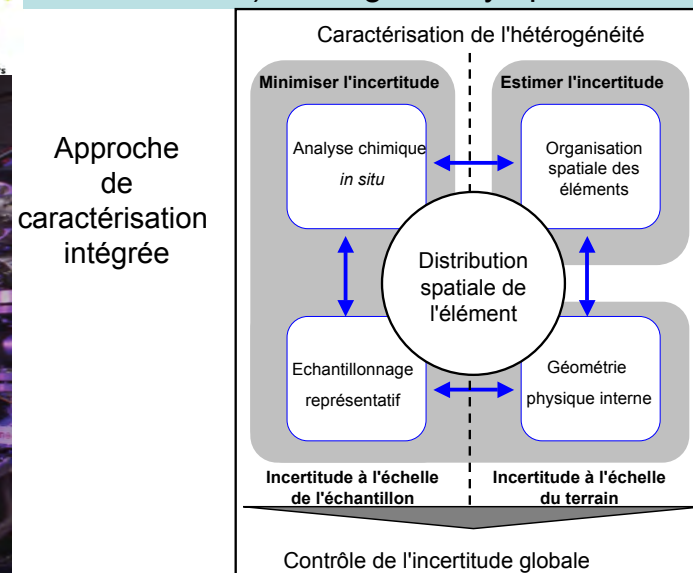 Caractérisation de l'hétérogénéité
Minimiser l'incertitude
Estimer l'incertitude
Approche
de
caractérisation
intégrée
Analyse chimique
in situ
Organisation
spatiale des
éléments
Distribution
spatiale de
l'élément
Echantillonnage
représentatif
Géométrie
physique interne
Incertitude à l'échelle
de l'échantillon
Incertitude à l'échelle
du terrain
Contrôle de l'incertitude globale